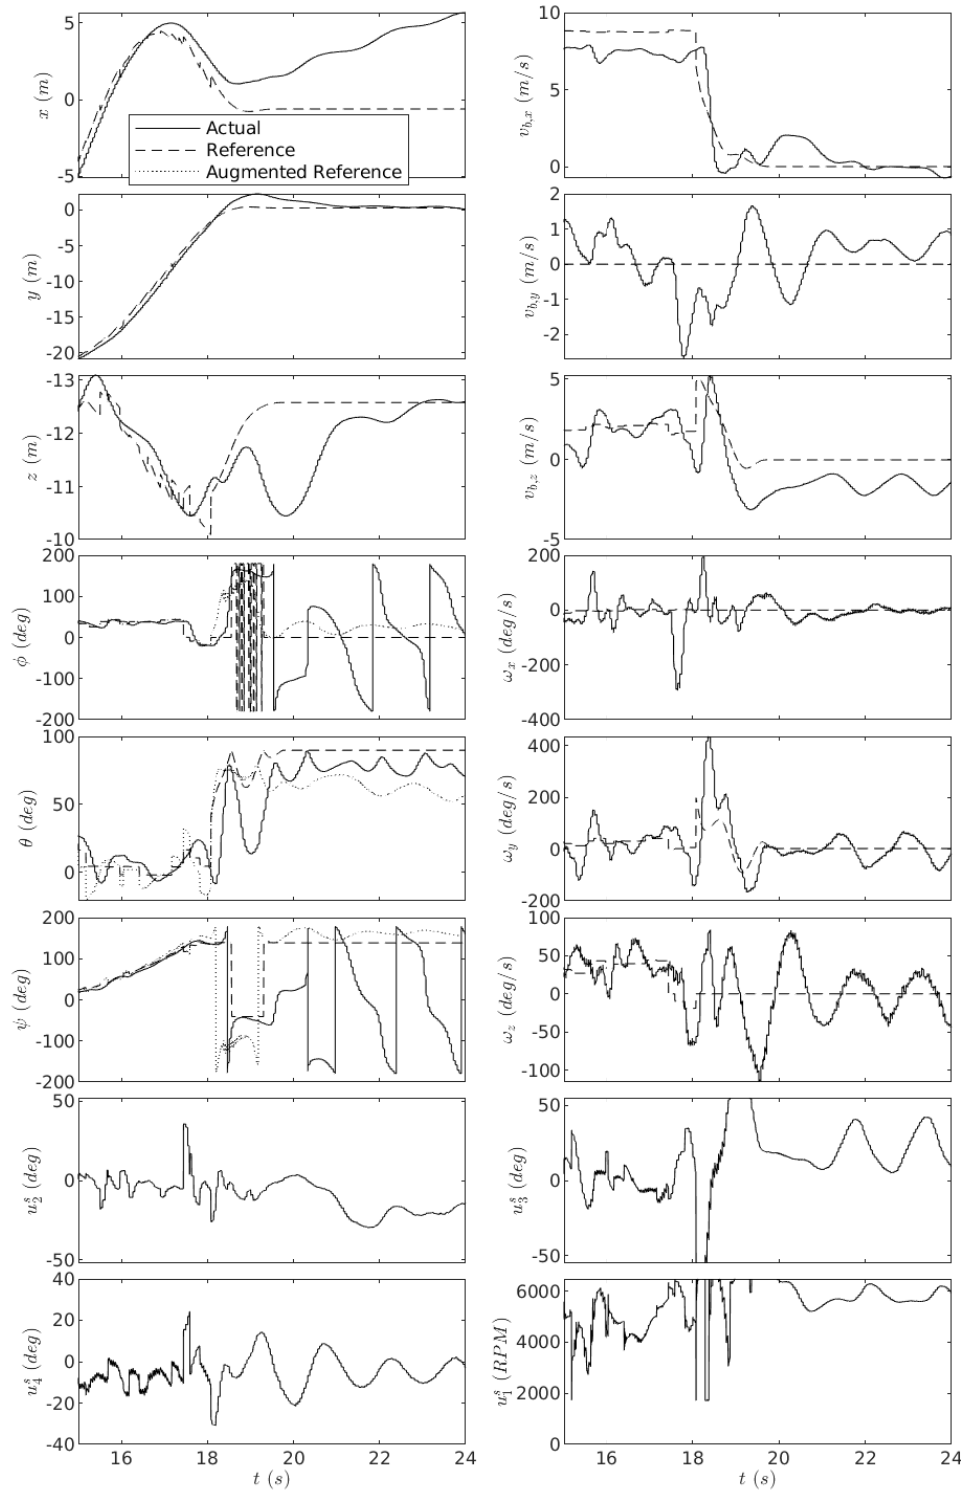 5
0
-5
x (m)
Actual
Reference
Augmented Reference
10
5
0
v_{b,x} (m/s)
0
-5
-10
-15
-20
y (m)
2
1
0
-1
-2
v_{b,y} (m/s)
-13
-12
-11
-10
z (m)
5
0
-5
v_{b,z} (m/s)
200
100
0
-100
-200
ϕ (deg)
200
0
-200
-400
ω_x (deg/s)
100
50
0
θ (deg)
400
200
0
-200
ω_y (deg/s)
200
100
0
-100
-200
ψ (deg)
100
50
0
-50
-100
ω_z (deg/s)
50
0
-50
u_2^s (deg)
50
0
-50
u_3^s (deg)
40
20
0
-20
-40
u_4^s (deg)
16 18 20 22 24
t (s)
6000
4000
2000
0
u_1^s (RPM)
16 18 20 22 24
t (s)